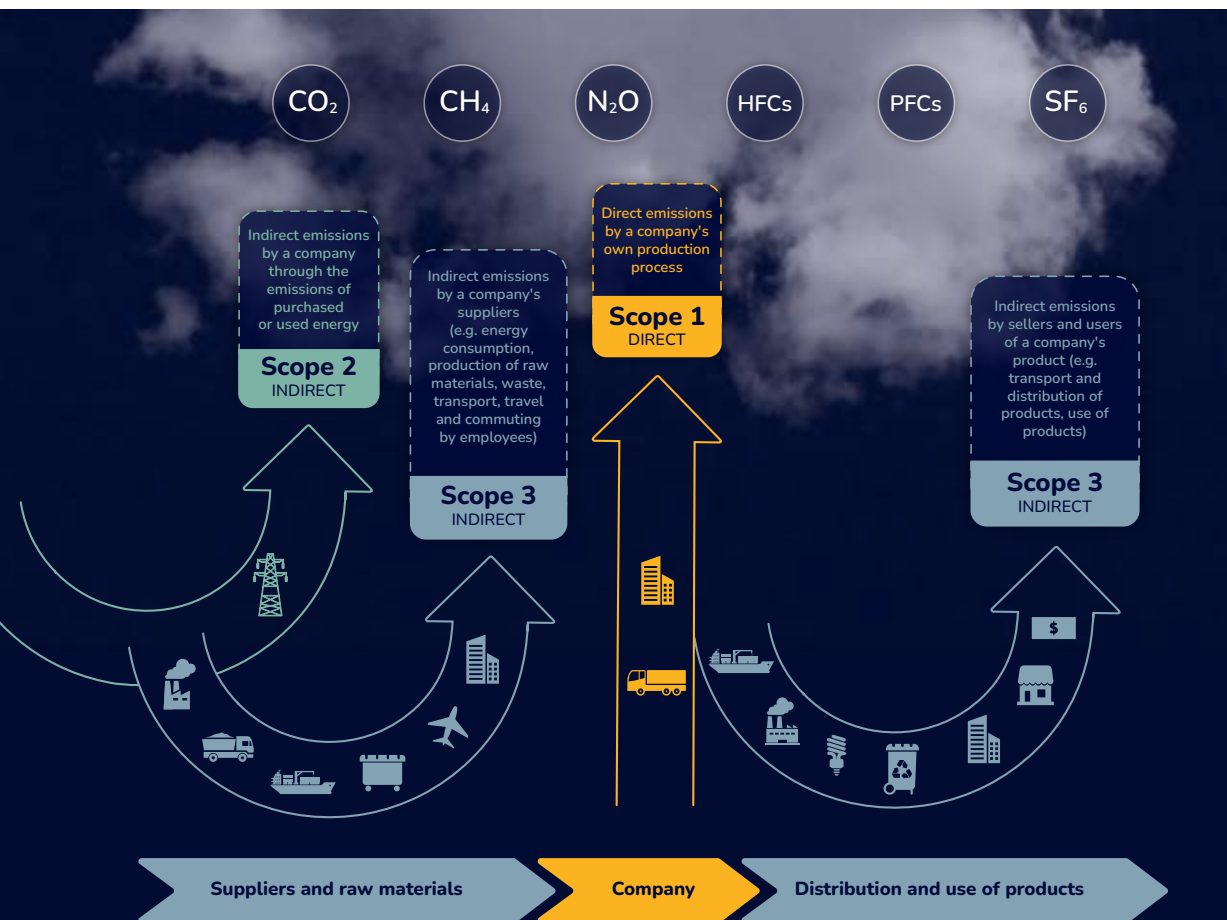 CO₂
CH₄
N₂O
HFCs
PFCs
SF₆
Indirect emissions
by a company
through the
emissions of
purchased
or used energy
Scope 2
INDIRECT
Indirect emissions
by a company's
suppliers
(e.g. energy
consumption,
production of raw
materials, waste,
transport, travel
and commuting
by employees)
Scope 3
INDIRECT
Direct emissions
by a company's
own production
process
Scope 1
DIRECT
Indirect emissions
by sellers and users
of a company's
product (e.g.
transport and
distribution of
products, use of
products)
Scope 3
INDIRECT
$
Suppliers and raw materials
Company
Distribution and use of products